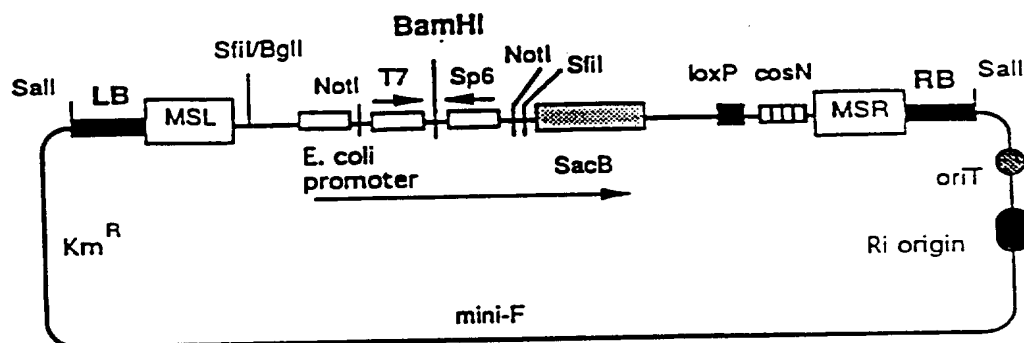 BamHI
SfiI/BglI
NotI
SfiI
SalI
LB
MSL
NotI
T7
Sp6
loxP
cosN
MSR
RB
SalI
E. coli
promoter
SacB
oriT
Km R
Ri origin
mini-F